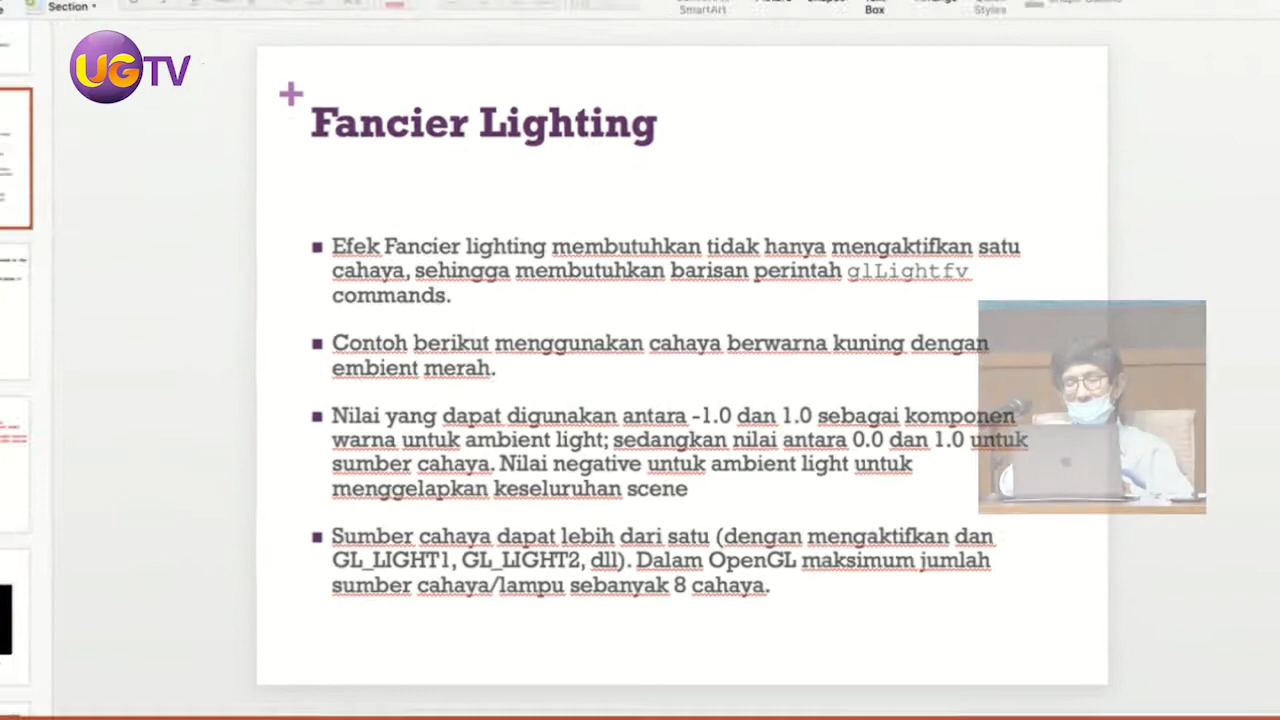 Section
SmartArt
Box
Styles
UGTV
+
Fancier Lighting
Efek Fancier lighting membutuhkan tidak hanya mengaktifkan satu
cahaya, sehingga membutuhkan barisan perintah glLightfv
commands.
Contoh berikut menggunakan cahaya berwarna kuning dengan
embient merah.
Nilai yang dapat digunakan antara -1.0 dan 1.0 sebagai komponen
warna untuk ambient light; sedangkan nilai antara 0.0 dan 1.0 untuk
sumber cahaya. Nilai negative untuk ambient light untuk
menggelapkan keseluruhan scene
Sumber cahaya dapat lebih dari satu (dengan mengaktifkan dan
GL_LIGHT1, GL_LIGHT2, dll). Dalam OpenGL maksimum jumlah
sumber cahaya/lampu sebanyak 8 cahaya.